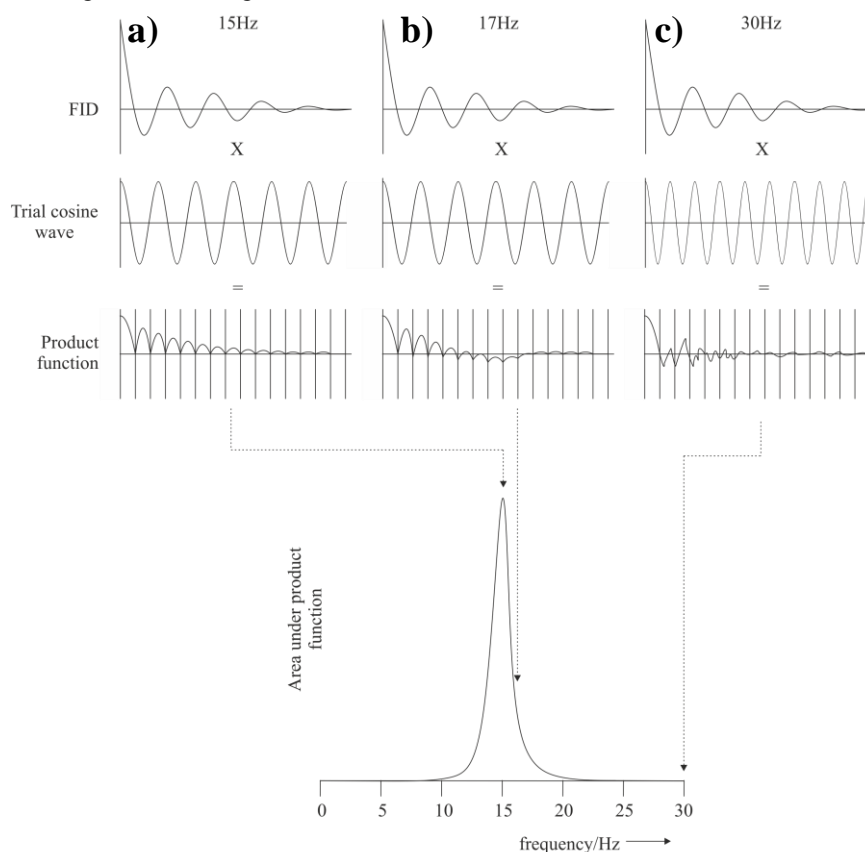 a) 15Hz b) 17Hz c) 30Hz
FID
X X X
Trial cosine
wave
= = =
Product
function
Area under product
function
0 5 10 15 20 25 30
frequency/Hz